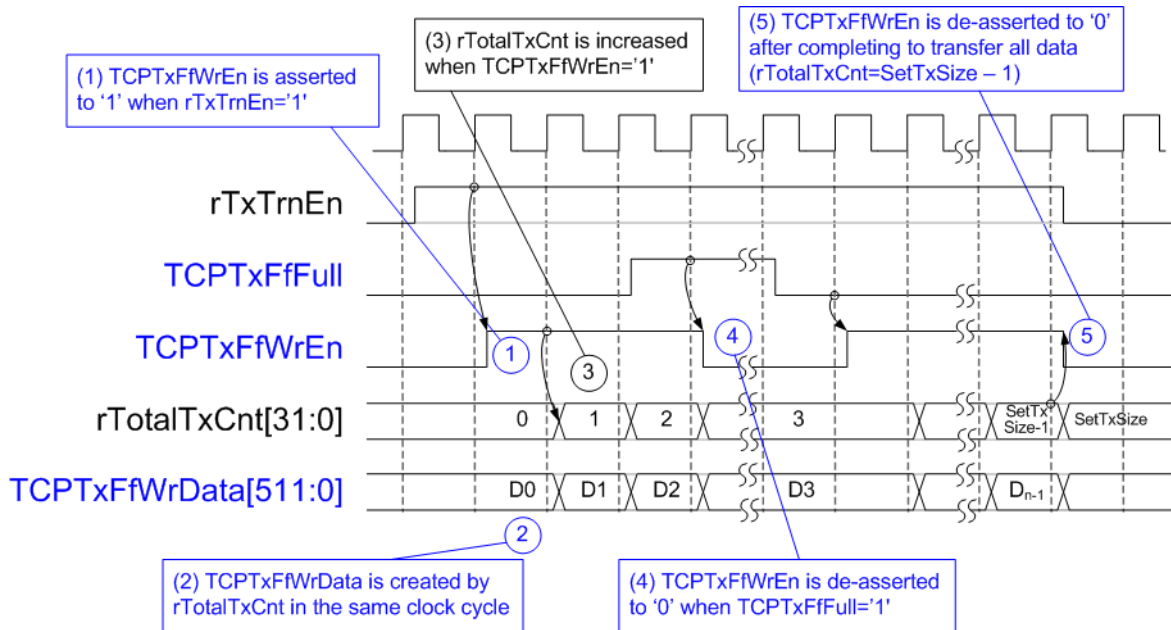 (5) TCPTxFfWrEn is de-asserted to ‘0’
after completing to transfer all data
(rTotalTxCnt=SetTxSize – 1)
(3) rTotalTxCnt is increased
when TCPTxFfWrEn=’1'
(1) TCPTxFfWrEn is asserted
to ‘1’ when rTxTrnEn=’1'
rTxTrnEn
TCPTxFfFull
TCPTxFfWrEn
1
3
4
5
rTotalTxCnt[31:0]
0
1
2
3
SetTx
Size-1
SetTxSize
TCPTxFfWrData[511:0]
D0
D1
D2
D3
Dn-1
2
(2) TCPTxFfWrData is created by
rTotalTxCnt in the same clock cycle
(4) TCPTxFfWrEn is de-asserted
to ‘0’ when TCPTxFfFull=’1'